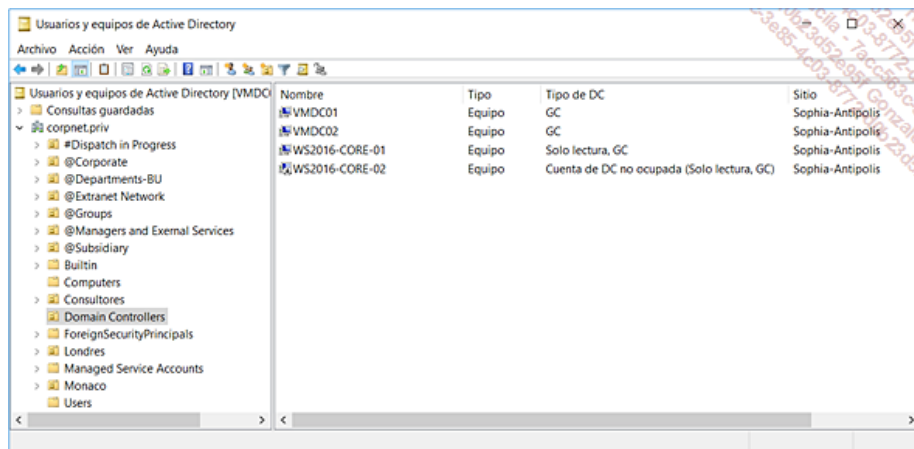 Usuarios y equipos de Active Directory
Archivo Acción Ver Ayuda
Usuarios y equipos de Active Directory [VMDC
Consultas guardadas
corpnet.priv
#Dispatch in Progress
@Corporate
@Departments-BU
@Extranet Network
@Groups
@Managers and Exernal Services
@Subsidiary
Builtin
Computers
Consultores
Domain Controllers
ForeignSecurityPrincipals
Londres
Managed Service Accounts
Monaco
Users
Nombre Tipo Tipo de DC Sitio
VMDC01 Equipo GC Sophia-Antipolis
VMDC02 Equipo GC Sophia-Antipolis
WS2016-CORE-01 Equipo Solo lectura, GC Sophia-Antipolis
WS2016-CORE-02 Equipo Cuenta de DC no ocupada (Solo lectura, GC) Sophia-Antipolis